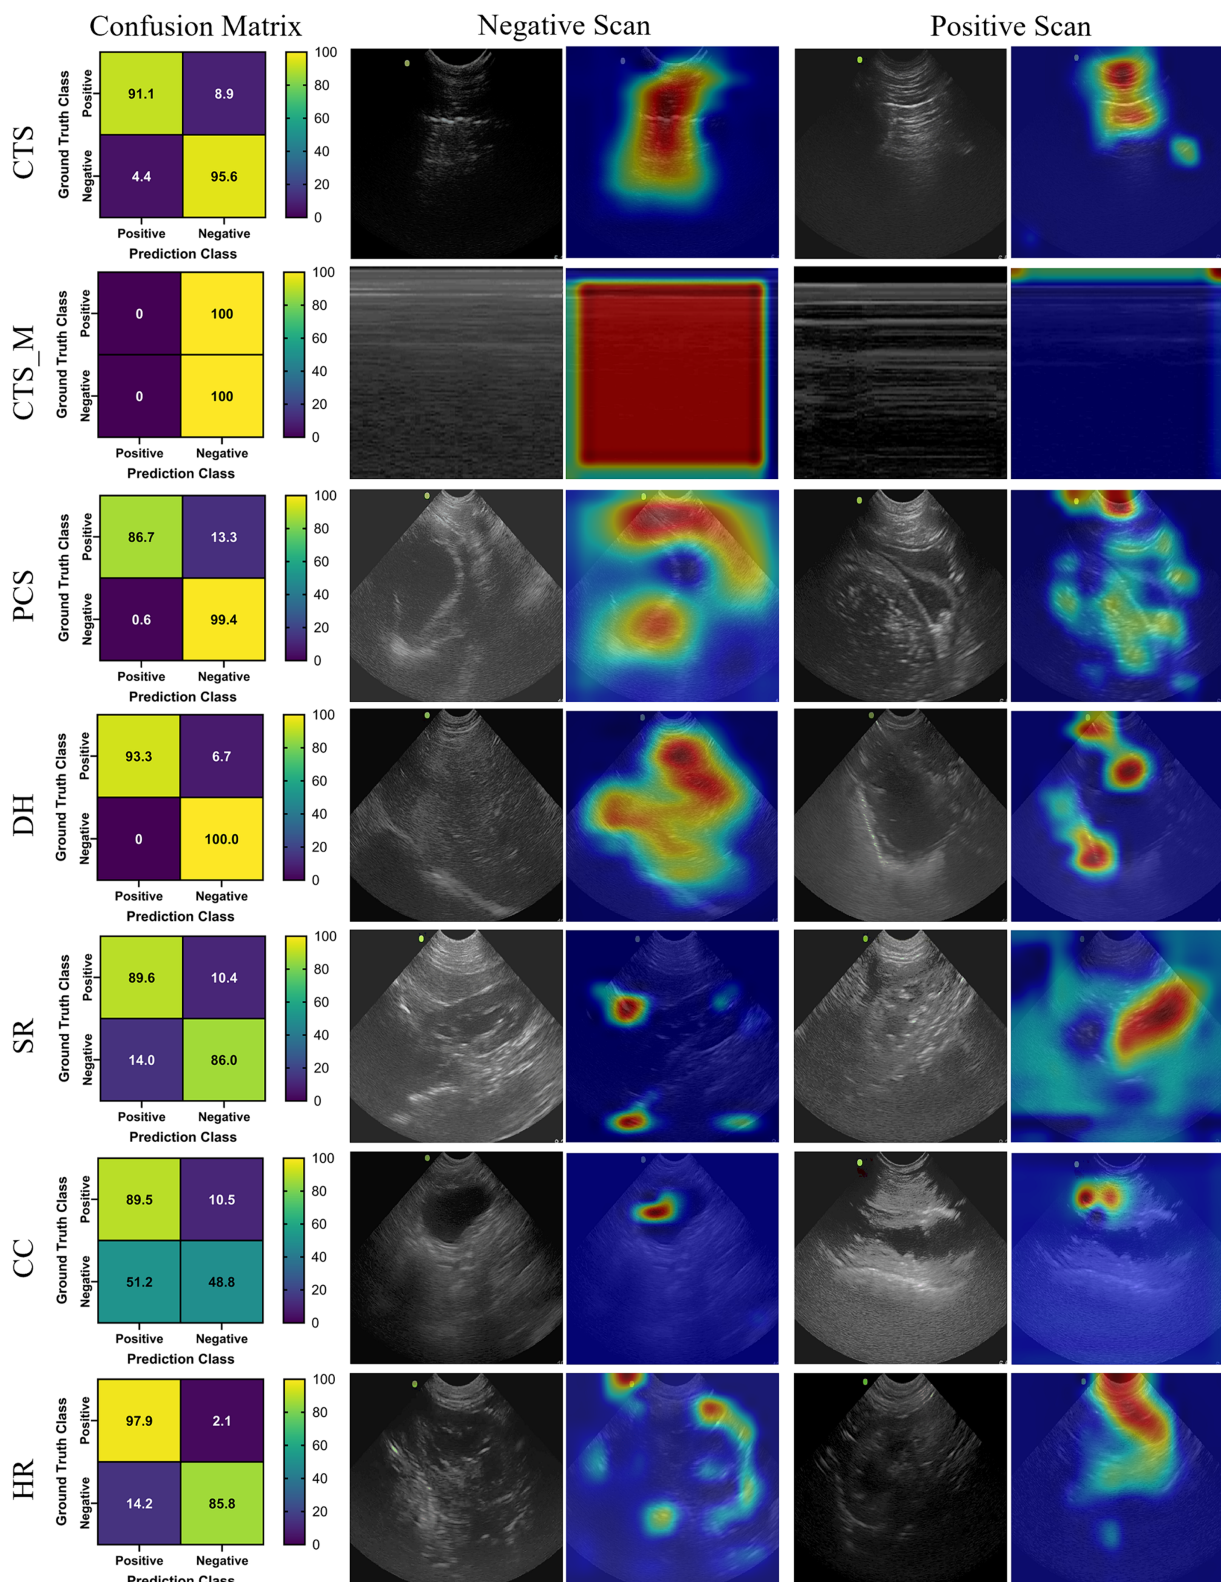 Confusion Matrix Negative Scan Positive Scan
CTS
Ground Truth Class
Positive
Negative
91.1 8.9
4.4 95.6
100
80
60
40
20
0
Positive Negative
Prediction Class
CTS_M
Ground Truth Class
Positive
Negative
0 100
0 100
100
80
60
40
20
0
Positive Negative
Prediction Class
PCS
Ground Truth Class
Positive
Negative
86.7 13.3
0.6 99.4
100
80
60
40
20
0
Positive Negative
Prediction Class
DH
Ground Truth Class
Positive
Negative
93.3 6.7
0 100.0
100
80
60
40
20
0
Positive Negative
Prediction Class
SR
Ground Truth Class
Positive
Negative
89.6 10.4
14.0 86.0
100
80
60
40
20
0
Positive Negative
Prediction Class
CC
Ground Truth Class
Positive
Negative
89.5 10.5
51.2 48.8
100
80
60
40
20
0
Positive Negative
Prediction Class
HR
Ground Truth Class
Positive
Negative
97.9 2.1
14.2 85.8
100
80
60
40
20
0
Positive Negative
Prediction Class